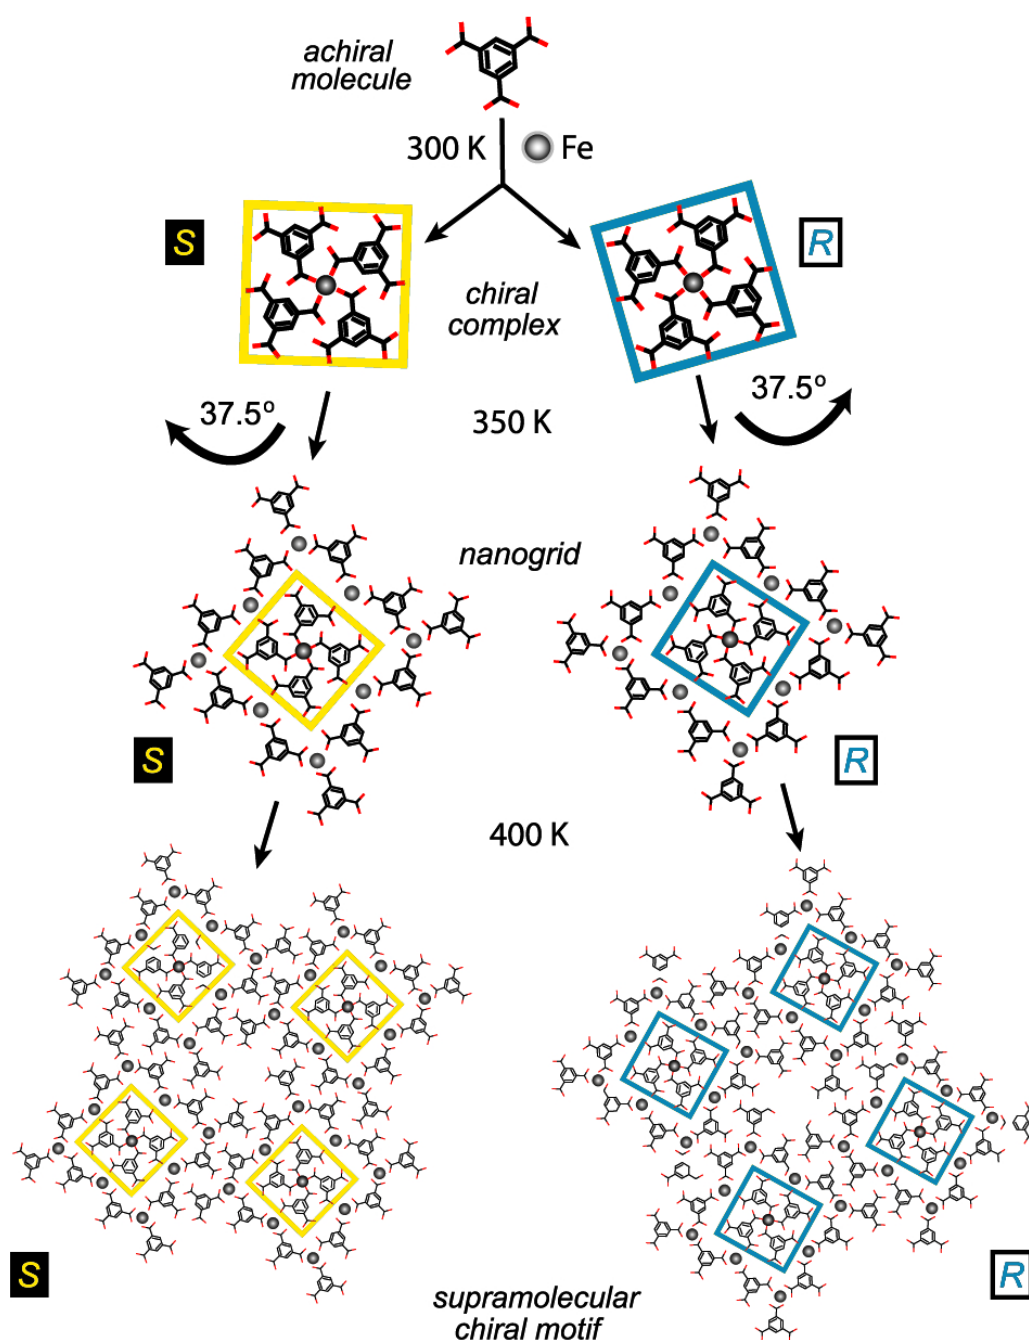 achiral
molecule
300 K
Fe
S
R
chiral
complex
37.5°
350 K
37.5°
nanogrid
S
R
400 K
S
R
supramolecular
chiral motif